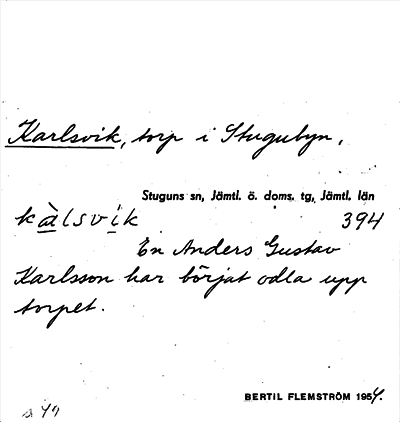 Karlsvik, torp i Stugubyn.
Stuguns sn, Jämtl. ö. doms. tg, Jämtl. län
kàlsvik 394
En Anders Gustav
Karlsson har börjat odla upp
torpet.
BERTIL FLEMSTRÖM 1954.